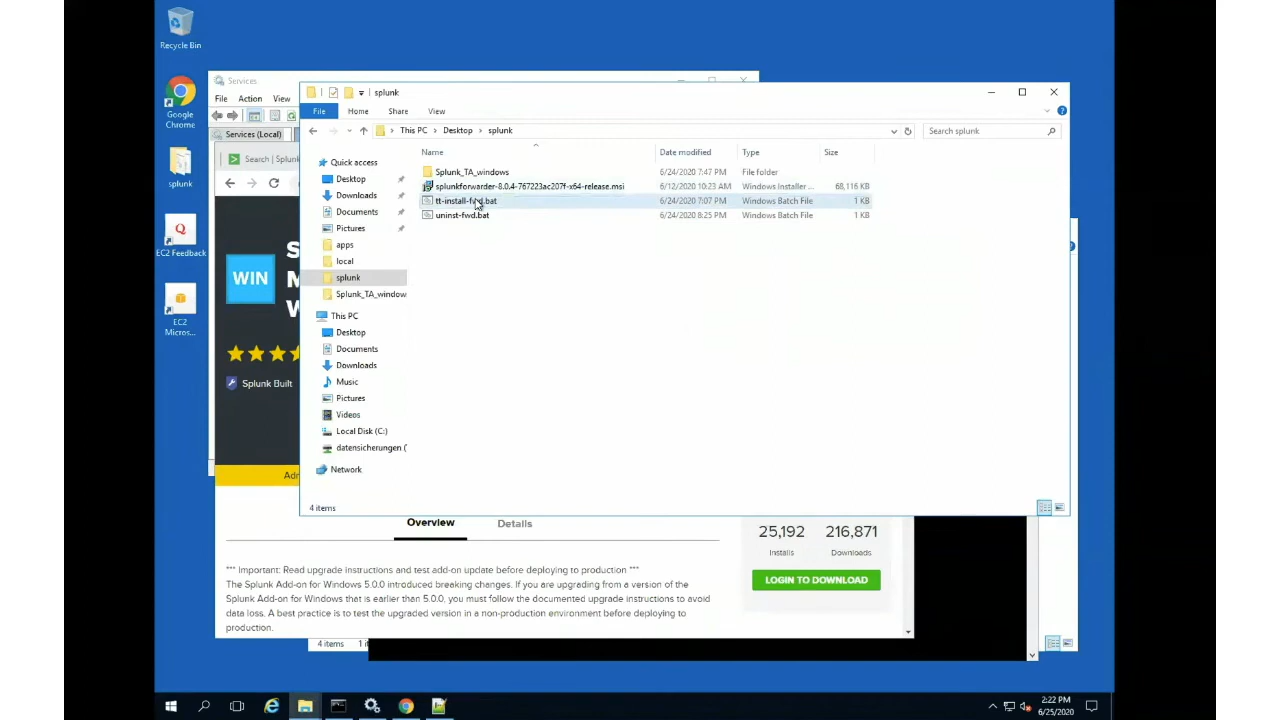 Recycle Bin
Google
Chrome
splunk
EC2 Feedback
EC2
Micros...
Services
File Action View
Services (Local)
Search | Splunk
WIN
Splunk Built
splunk
File Home Share View
This PC Desktop splunk
Search splunk
Name Date modified Type Size
Splunk_TA_windows 6/24/2020 7:47 PM
splunkforwarder-8.0.4-767223ac207f-x64-release.msi 6/12/2020 10:23 AM Windows Installer ... 68,116 KB
tt-install-fwd.bat 6/24/2020 7:07 PM Windows Batch File 1 KB
uninst-fwd.bat 6/24/2020 8:25 PM Windows Batch File 1 KB
Quick access
Desktop
Downloads
Documents
Pictures
apps
local
splunk
Splunk_TA_window
This PC
Desktop
Documents
Downloads
Music
Pictures
Videos
Local Disk (C:)
datensicherungen (
Network
4 items
Overview Details
25,192 216,871
Installs Downloads
LOGIN TO DOWNLOAD
*** Important: Read upgrade instructions and test add-on update before deploying to production ***
The Splunk Add-on for Windows 5.0.0 introduced breaking changes. If you are upgrading from a version of the
Splunk Add-on for Windows that is earlier than 5.0.0, you must follow the documented upgrade instructions to avoid
data loss. A best practice is to test the upgraded version in a non-production environment before deploying to
production.
4 items
2:22 PM
6/25/2020